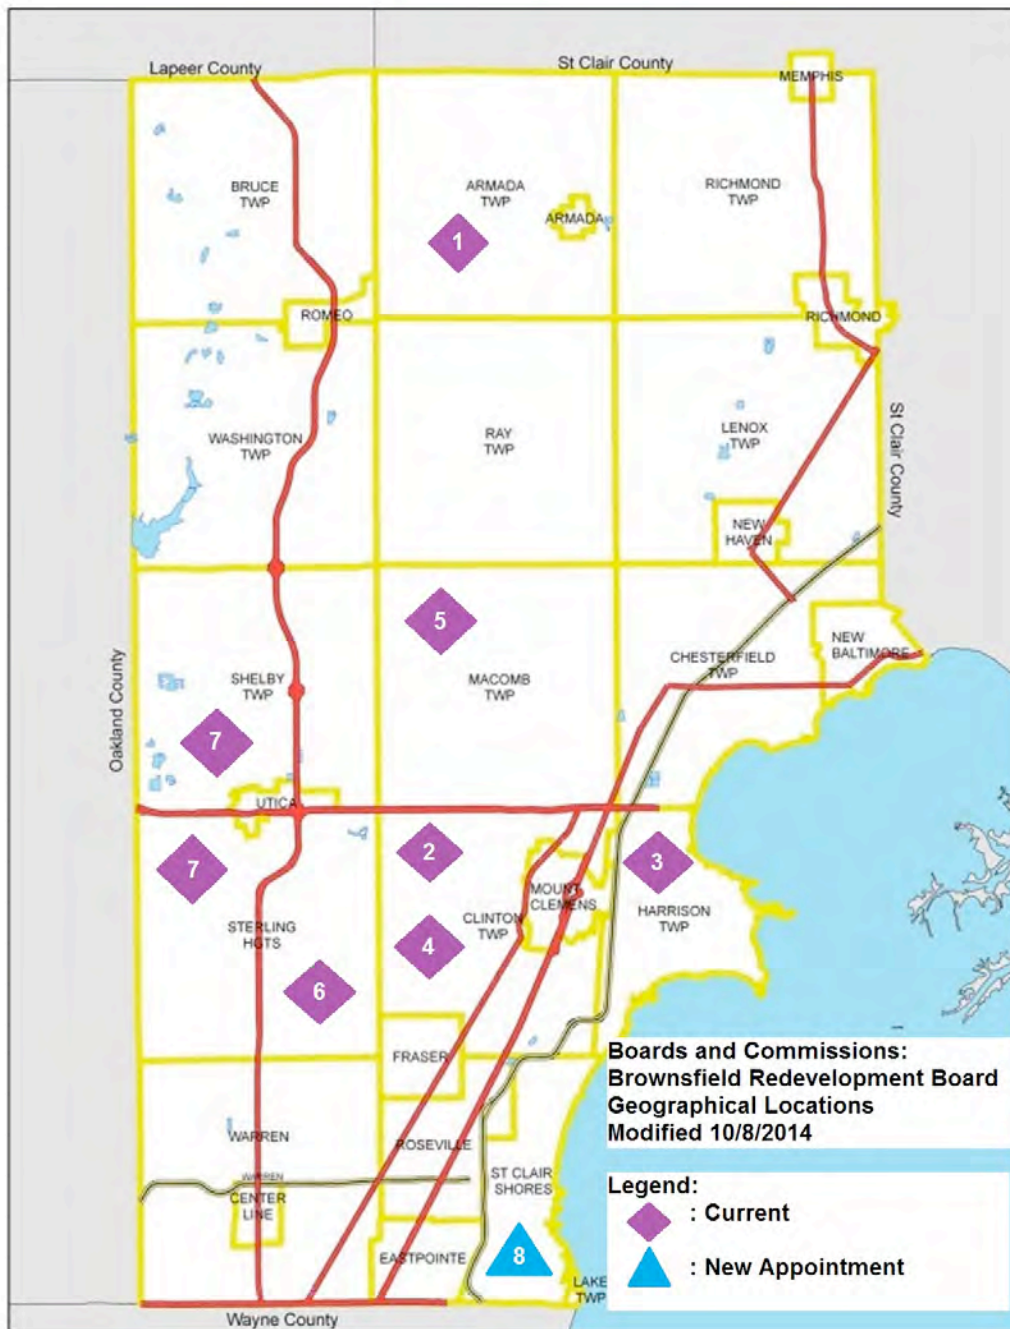 Lapeer County
St Clair County
MEMPHIS
BRUCE
TWP
ARMADA
TWP
RICHMOND
TWP
ARMADA
1
ROMEO
RICHMOND
WASHINGTON
TWP
RAY
TWP
LENOX
TWP
St Clair County
NEW
HAVEN
5
NEW
BALTIMORE
SHELBY
TWP
MACOMB
TWP
CHESTERFIELD
TWP
Oakland County
7
UTICA
2
7
3
MOUNT
CLEMENS
CLINTON
TWP
HARRISON
TWP
STERLING
HGTS
4
6
FRASER
Boards and Commissions:
Brownsfield Redevelopment Board
Geographical Locations
Modified 10/8/2014
WARREN
ROSEVILLE
WARREN
ST CLAIR
SHORES
CENTER
LINE
Legend:
: Current
EASTPOINTE
8
: New Appointment
LAKE
TWP
Wayne County